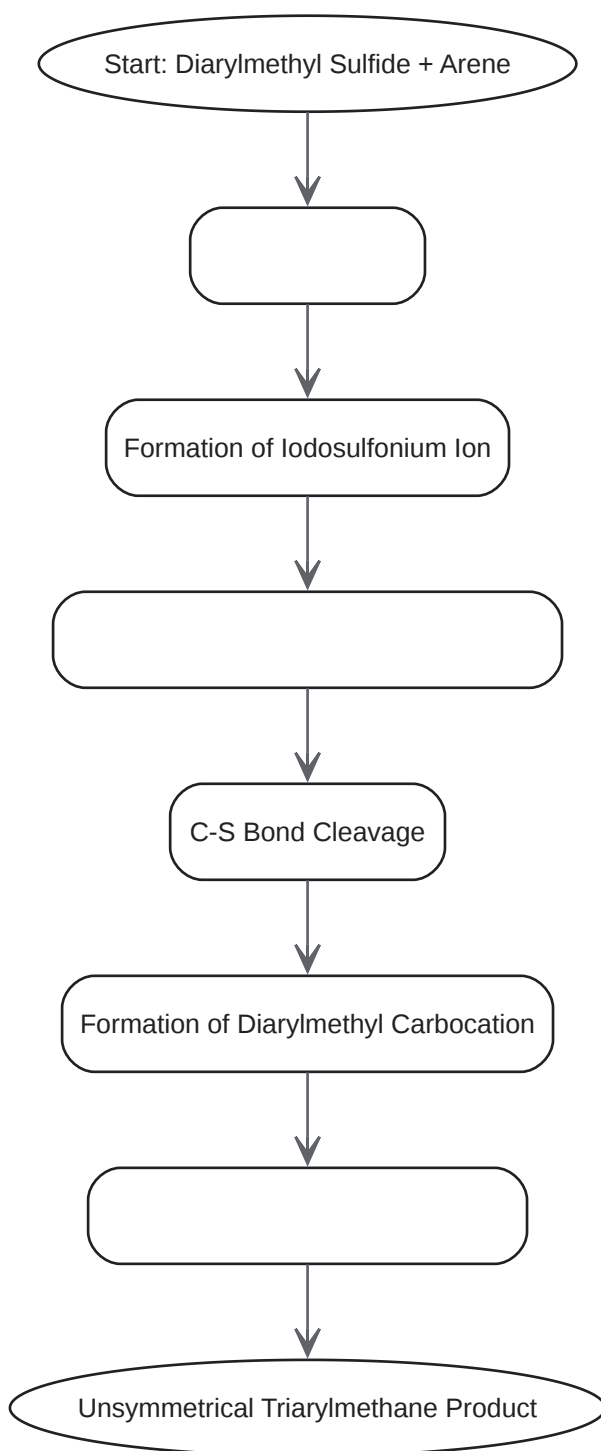 Start: Diarylmethyl Sulfide + Arene
Formation of Iodosulfonium Ion
C-S Bond Cleavage
Formation of Diarylmethyl Carbocation
Unsymmetrical Triarylmethane Product